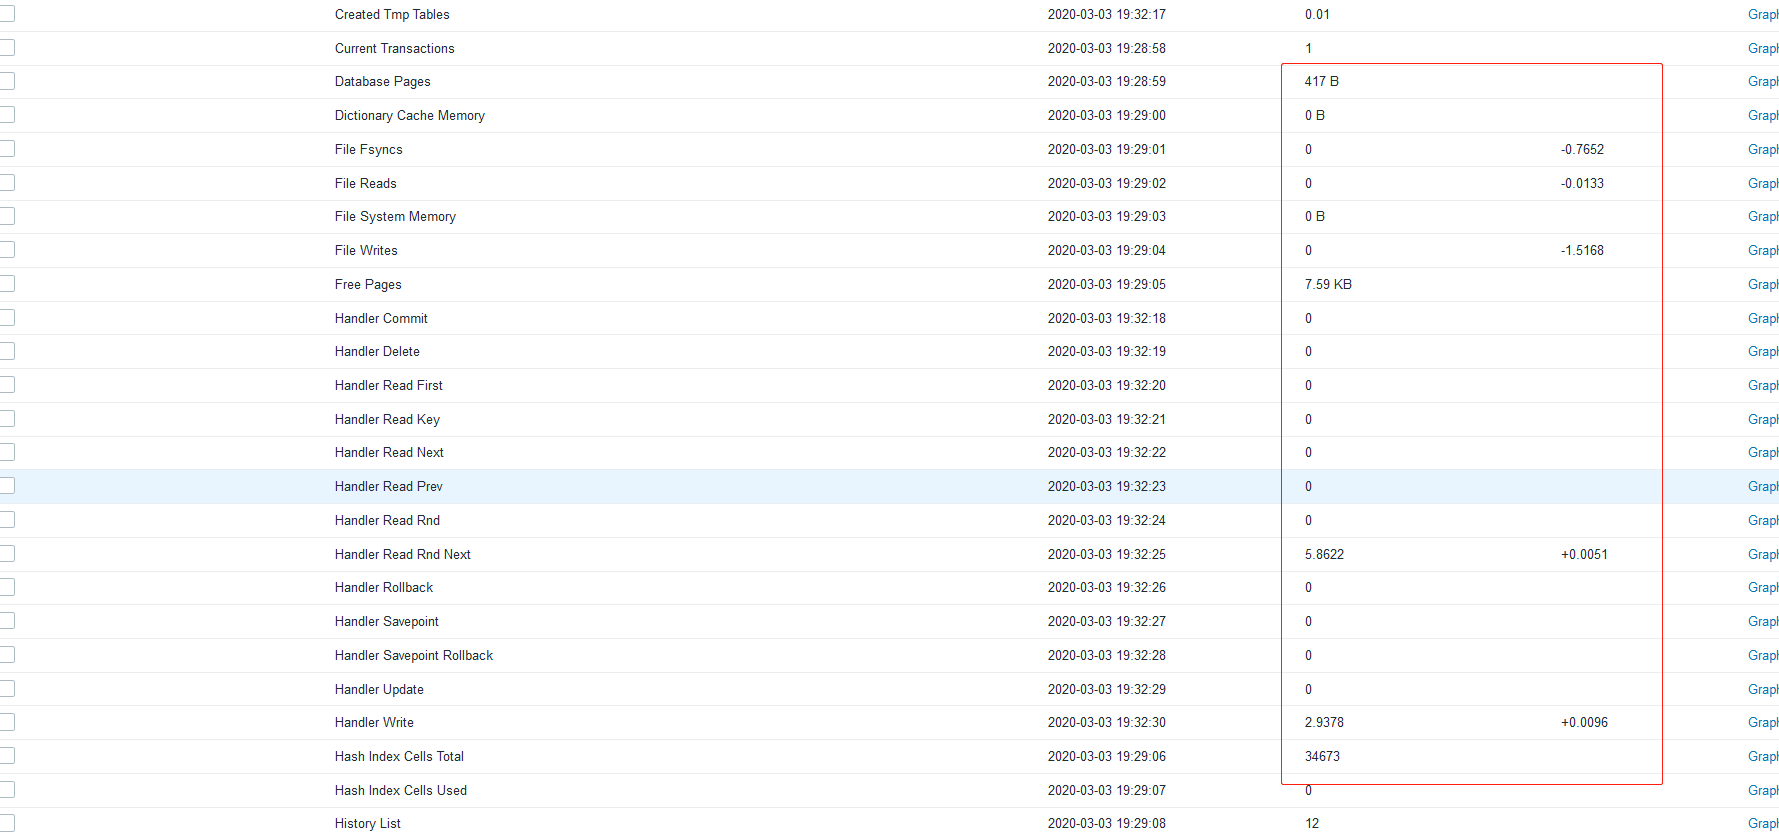 Created Tmp Tables 2020-03-03 19:32:17 0.01 Graph
Current Transactions 2020-03-03 19:28:58 1 Graph
Database Pages 2020-03-03 19:28:59 417 B Graph
Dictionary Cache Memory 2020-03-03 19:29:00 0 B Graph
File Fsyncs 2020-03-03 19:29:01 0 -0.7652 Graph
File Reads 2020-03-03 19:29:02 0 -0.0133 Graph
File System Memory 2020-03-03 19:29:03 0 B Graph
File Writes 2020-03-03 19:29:04 0 -1.5168 Graph
Free Pages 2020-03-03 19:29:05 7.59 KB Graph
Handler Commit 2020-03-03 19:32:18 0 Graph
Handler Delete 2020-03-03 19:32:19 0 Graph
Handler Read First 2020-03-03 19:32:20 0 Graph
Handler Read Key 2020-03-03 19:32:21 0 Graph
Handler Read Next 2020-03-03 19:32:22 0 Graph
Handler Read Prev 2020-03-03 19:32:23 0 Graph
Handler Read Rnd 2020-03-03 19:32:24 0 Graph
Handler Read Rnd Next 2020-03-03 19:32:25 5.8622 +0.0051 Graph
Handler Rollback 2020-03-03 19:32:26 0 Graph
Handler Savepoint 2020-03-03 19:32:27 0 Graph
Handler Savepoint Rollback 2020-03-03 19:32:28 0 Graph
Handler Update 2020-03-03 19:32:29 0 Graph
Handler Write 2020-03-03 19:32:30 2.9378 +0.0096 Graph
Hash Index Cells Total 2020-03-03 19:29:06 34673 Graph
Hash Index Cells Used 2020-03-03 19:29:07 0 Graph
History List 2020-03-03 19:29:08 12 Graph